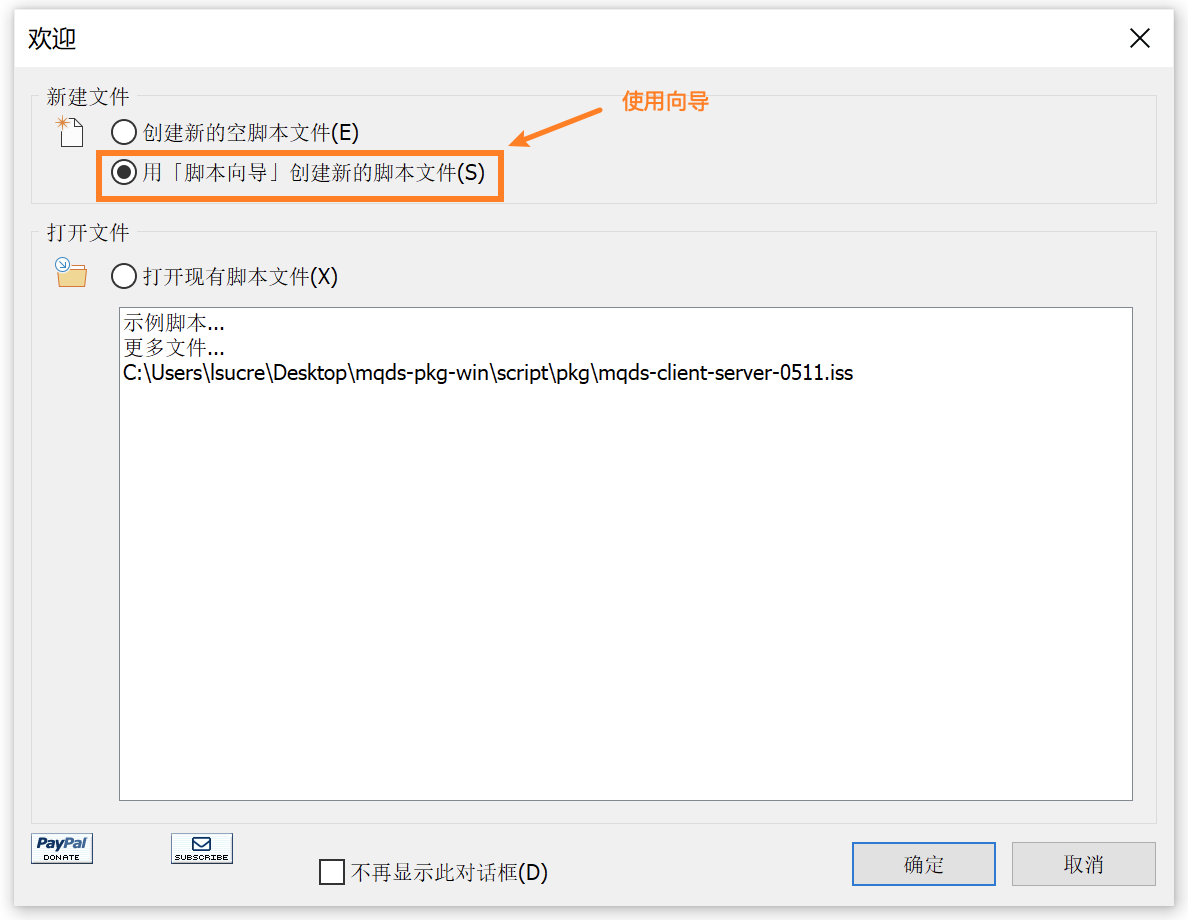 欢迎
新建文件
使用向导
创建新的空脚本文件(E)
用「脚本向导」创建新的脚本文件(S)
打开文件
打开现有脚本文件(X)
示例脚本...
更多文件...
C:\Users\lsucre\Desktop\mqds-pkg-win\script\pkg\mqds-client-server-0511.iss
PayPal
DONATE
SUBSCRIBE
不再显示此对话框(D)
确定
取消